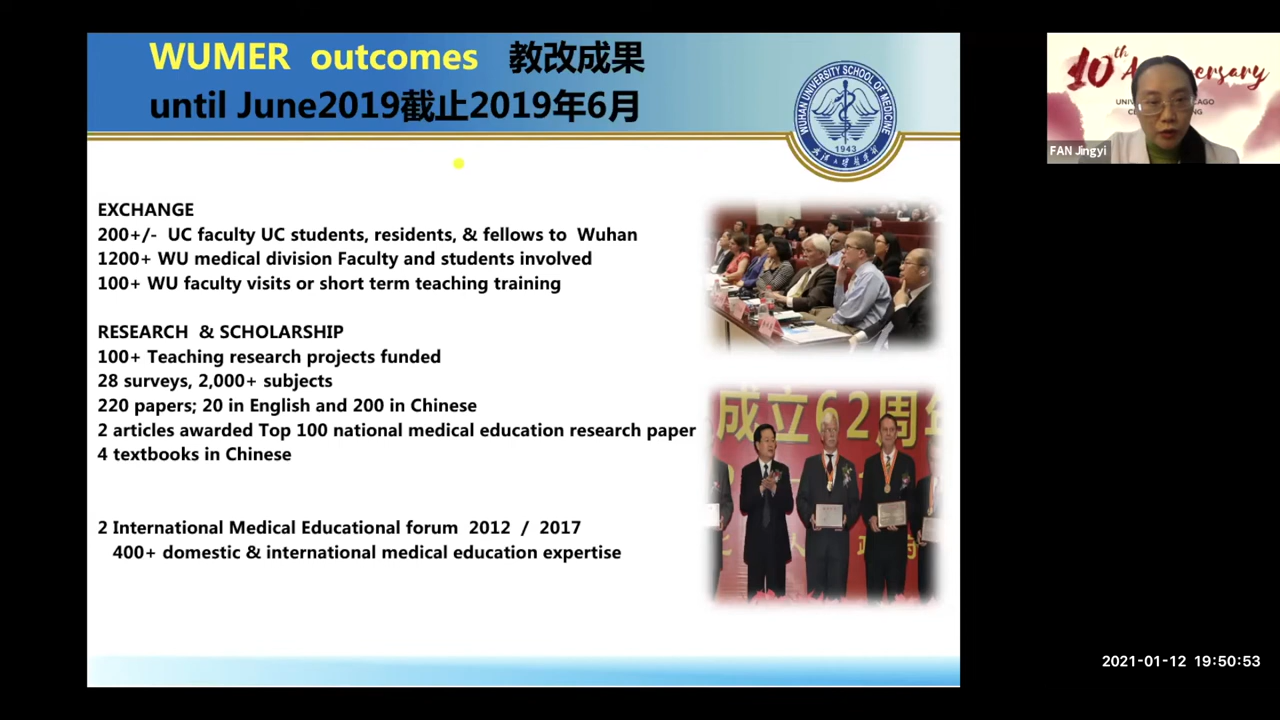 WUMER outcomes 教改成果
until June2019截止2019年6月
WUHAN UNIVERSITY SCHOOL OF MEDICINE
1943
EXCHANGE
200+/- UC faculty UC students, residents, & fellows to Wuhan
1200+ WU medical division Faculty and students involved
100+ WU faculty visits or short term teaching training
RESEARCH & SCHOLARSHIP
100+ Teaching research projects funded
28 surveys, 2,000+ subjects
220 papers; 20 in English and 200 in Chinese
2 articles awarded Top 100 national medical education research paper
4 textbooks in Chinese
2 International Medical Educational forum 2012 / 2017
400+ domestic & international medical education expertise
成立62周年
10th
FAN Jingyi
2021-01-12 19:50:53